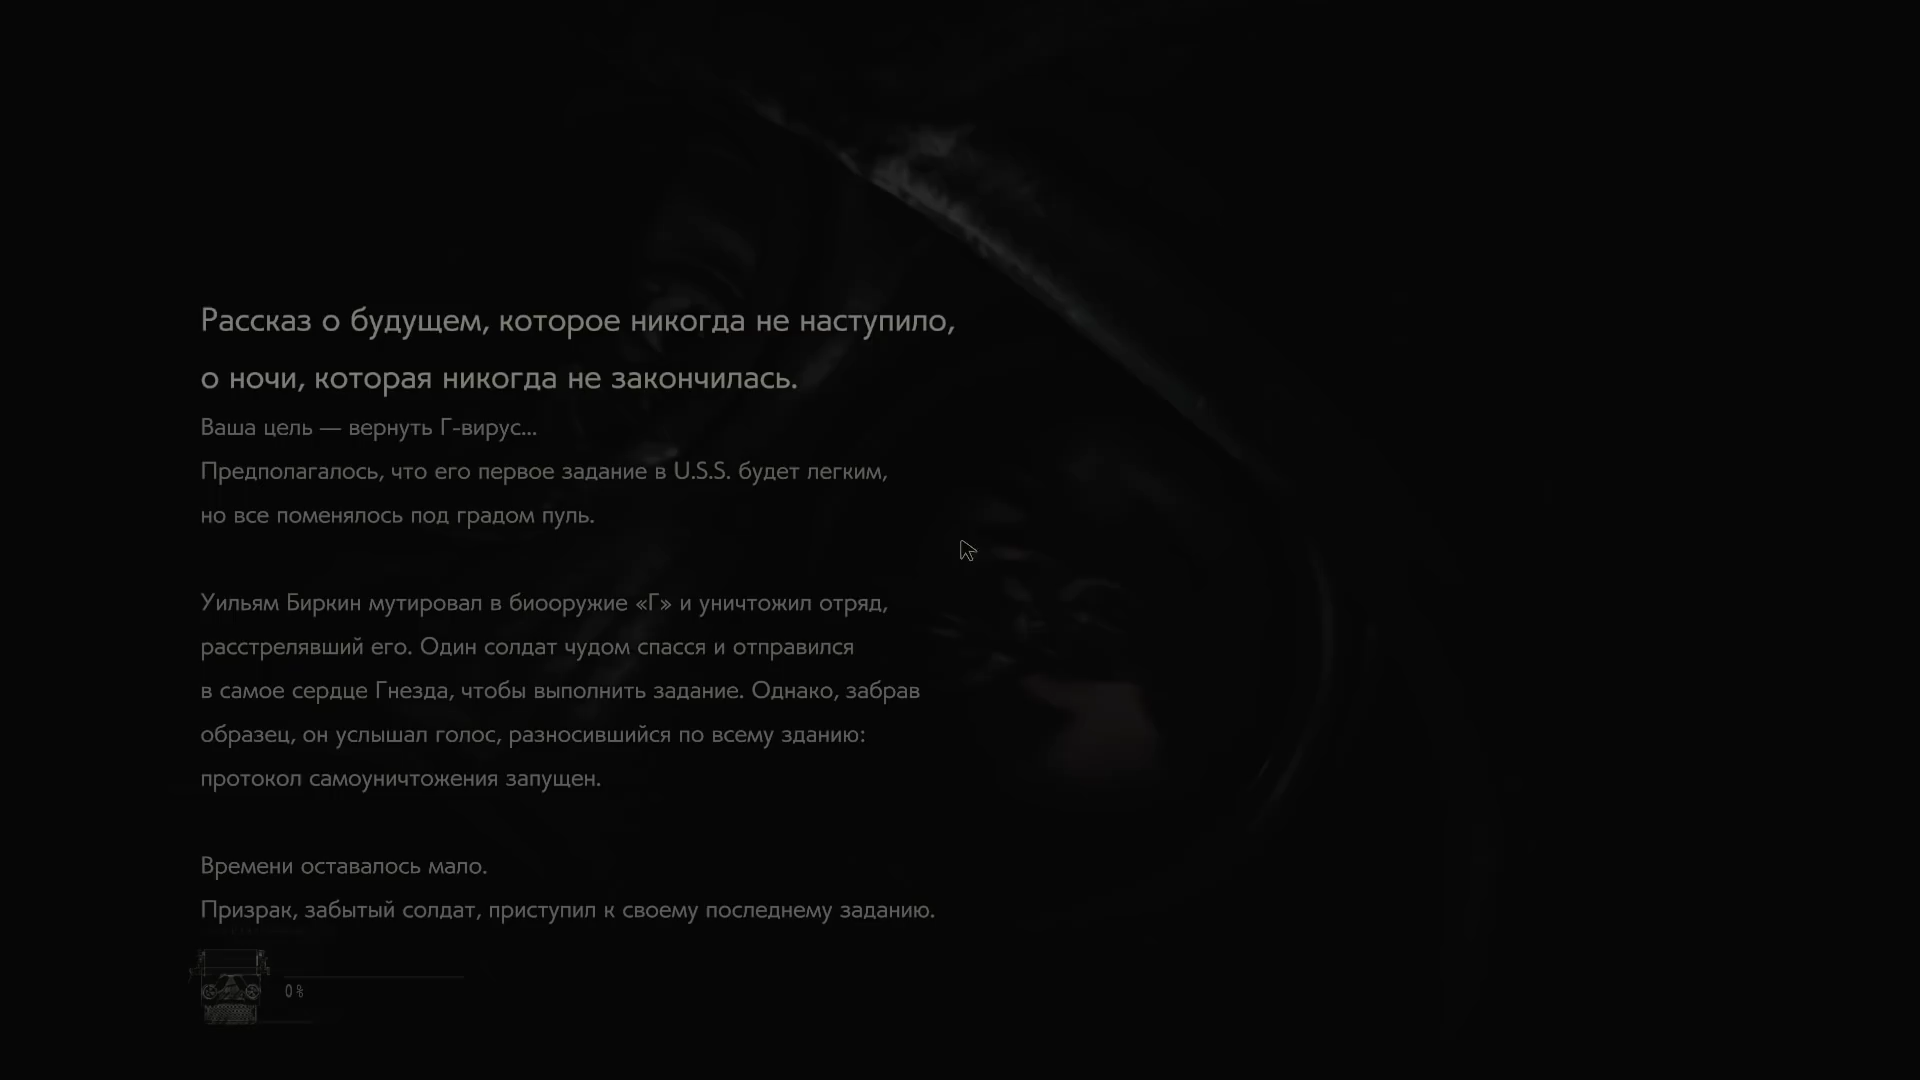 Рассказ о будущем, которое никогда не наступило,
о ночи, которая никогда не закончилась.
Ваша цель — вернуть Г-вирус...
Предполагалось, что его первое задание в U.S.S. будет легким,
но все поменялось под градом пуль.
Уильям Биркин мутировал в биооружие «Г» и уничтожил отряд,
расстрелявший его. Один солдат чудом спасся и отправился
в самое сердце Гнезда, чтобы выполнить задание. Однако, забрав
образец, он услышал голос, разносившийся по всему зданию:
протокол самоуничтожения запущен.
Времени оставалось мало.
Призрак, забытый солдат, приступил к своему последнему заданию.
0 %